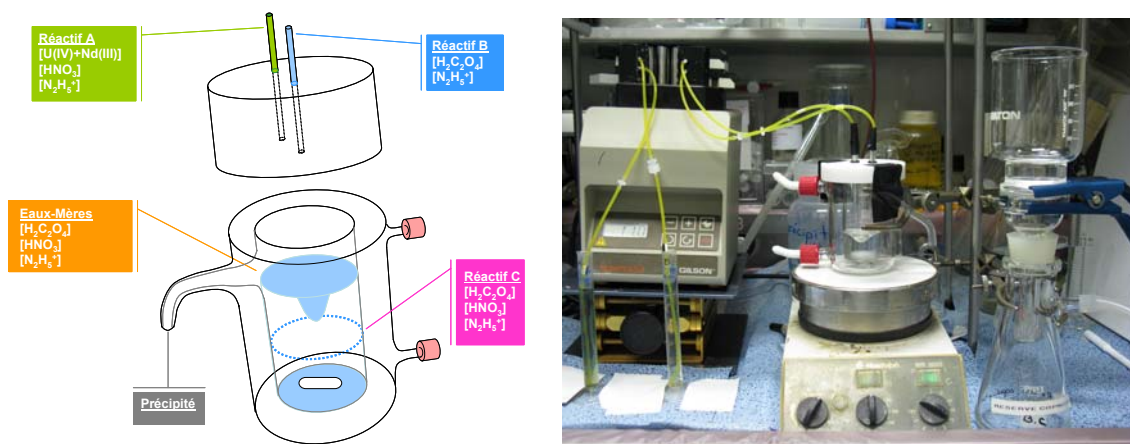 Réactif A
[U(IV)+Nd(III)]
[HNO₃]
[N₂H₅⁺]
Réactif B
[H₂C₂O₄]
[N₂H₅⁺]
Eaux-Mères
[H₂C₂O₄]
[HNO₃]
[N₂H₅⁺]
Réactif C
[H₂C₂O₄]
[HNO₃]
[N₂H₅⁺]
Précipité
GILSON
RESERVE